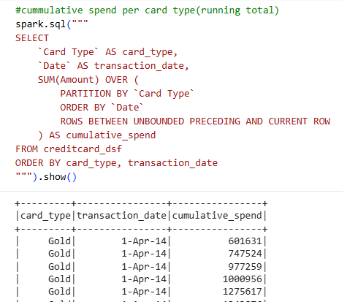 #cummulative spend per card type(running total)
spark.sql("""
SELECT
    `Card Type` AS card_type,
    `Date` AS transaction_date,
    SUM(Amount) OVER (
        PARTITION BY `Card Type`
        ORDER BY `Date`
        ROWS BETWEEN UNBOUNDED PRECEDING AND CURRENT ROW
    ) AS cumulative_spend
FROM creditcard_dsf
ORDER BY card_type, transaction_date
""").show()
+---------+----------------+----------------+
|card_type|transaction_date|cumulative_spend|
+---------+----------------+----------------+
|     Gold|        1-Apr-14|          601631|
|     Gold|        1-Apr-14|          747524|
|     Gold|        1-Apr-14|          977259|
|     Gold|        1-Apr-14|         1000956|
|     Gold|        1-Apr-14|         1275617|